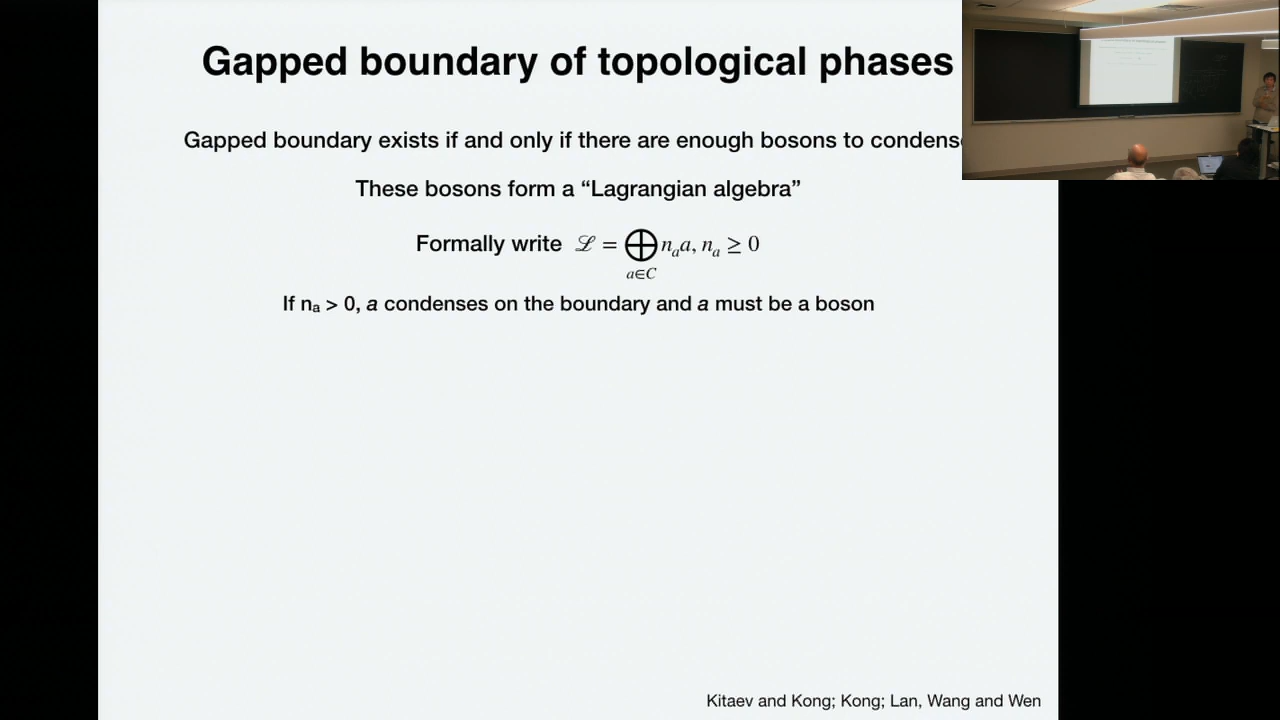 Gapped boundary of topological phases
Gapped boundary exists if and only if there are enough bosons to condens
These bosons form a “Lagrangian algebra”
Formally write ℒ = ⨁ nₐa, nₐ ≥ 0
a∈C
If nₐ > 0, a condenses on the boundary and a must be a boson
Kitaev and Kong; Kong; Lan, Wang and Wen